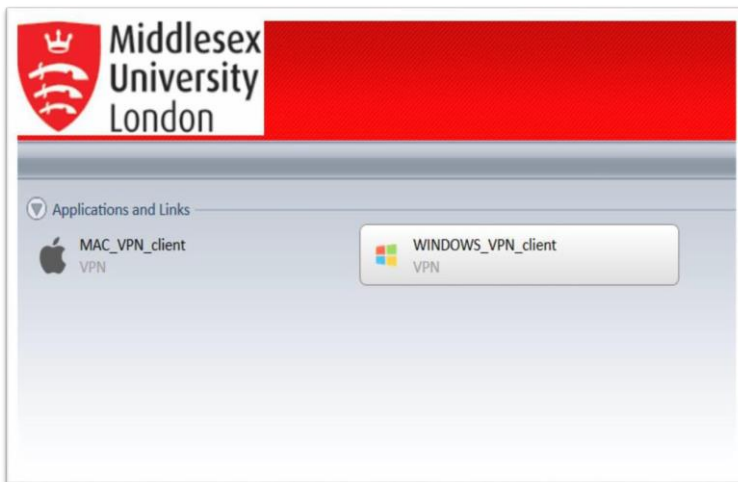 Middlesex
University
London
Applications and Links
MAC_VPN_client
VPN
WINDOWS_VPN_client
VPN